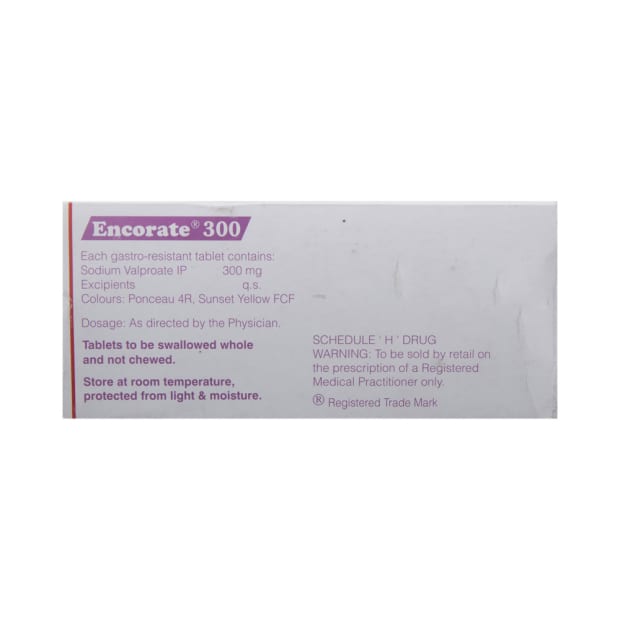 Encorate® 300
Each gastro-resistant tablet contains:
Sodium Valproate IP 300 mg
Excipients q.s.
Colours: Ponceau 4R, Sunset Yellow FCF
Dosage: As directed by the Physician.
Tablets to be swallowed whole
and not chewed.
Store at room temperature,
protected from light & moisture.
SCHEDULE ' H ' DRUG
WARNING: To be sold by retail on
the prescription of a Registered
Medical Practitioner only.
® Registered Trade Mark